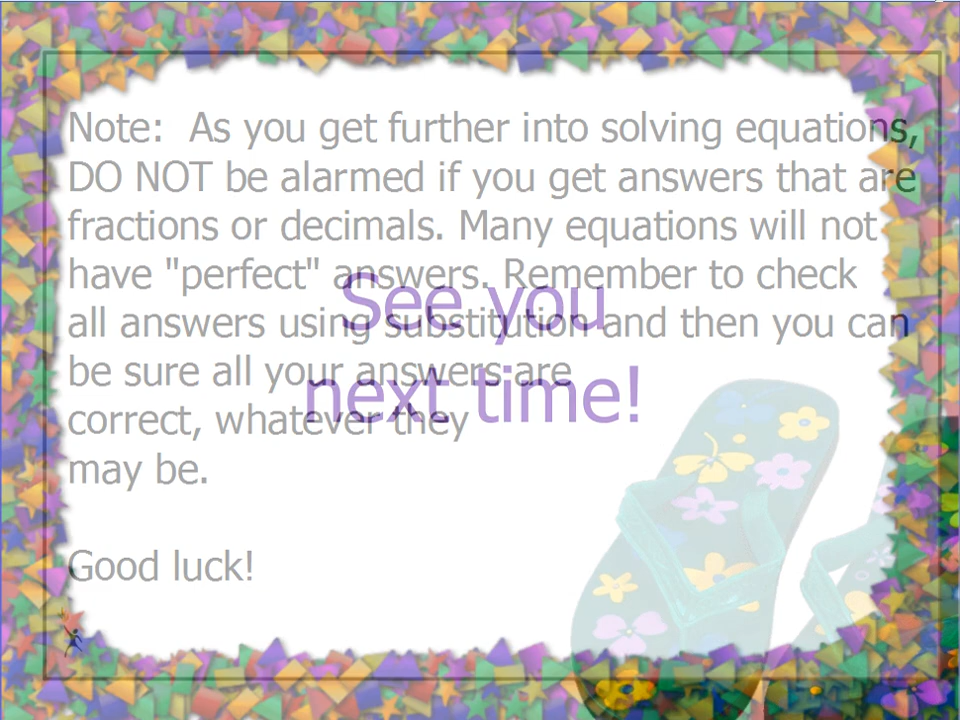 Note:  As you get further into solving equations,
DO NOT be alarmed if you get answers that are
fractions or decimals. Many equations will not
have "perfect" answers. Remember to check
all answers using substitution and then you can
be sure all your answers are
correct, whatever they
may be.
Good luck!
See you
next time!